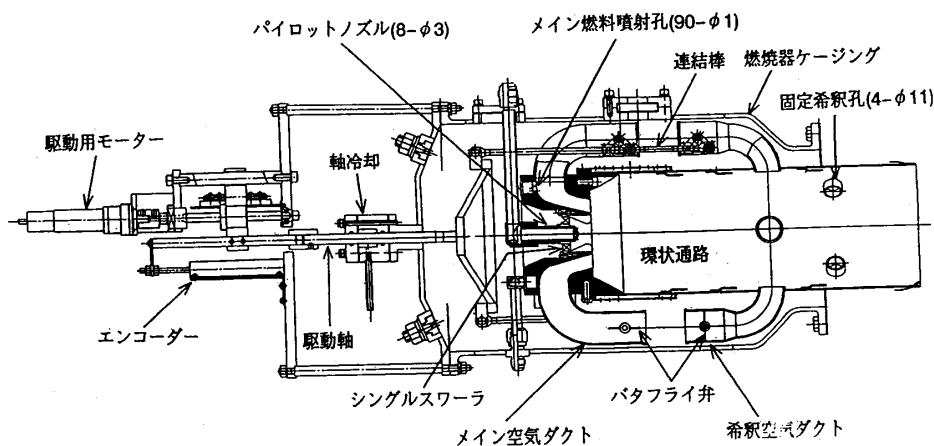 パイロットノズル(8-φ3)
メイン燃料噴射孔(90-φ1)
連結棒
燃焼器ケージング
固定希釈孔(4-φ11)
駆動用モーター
軸冷却
環状通路
エンコーダー
駆動軸
シングルスワーラ
バタフライ弁
メイン空気ダクト
希釈空気ダクト